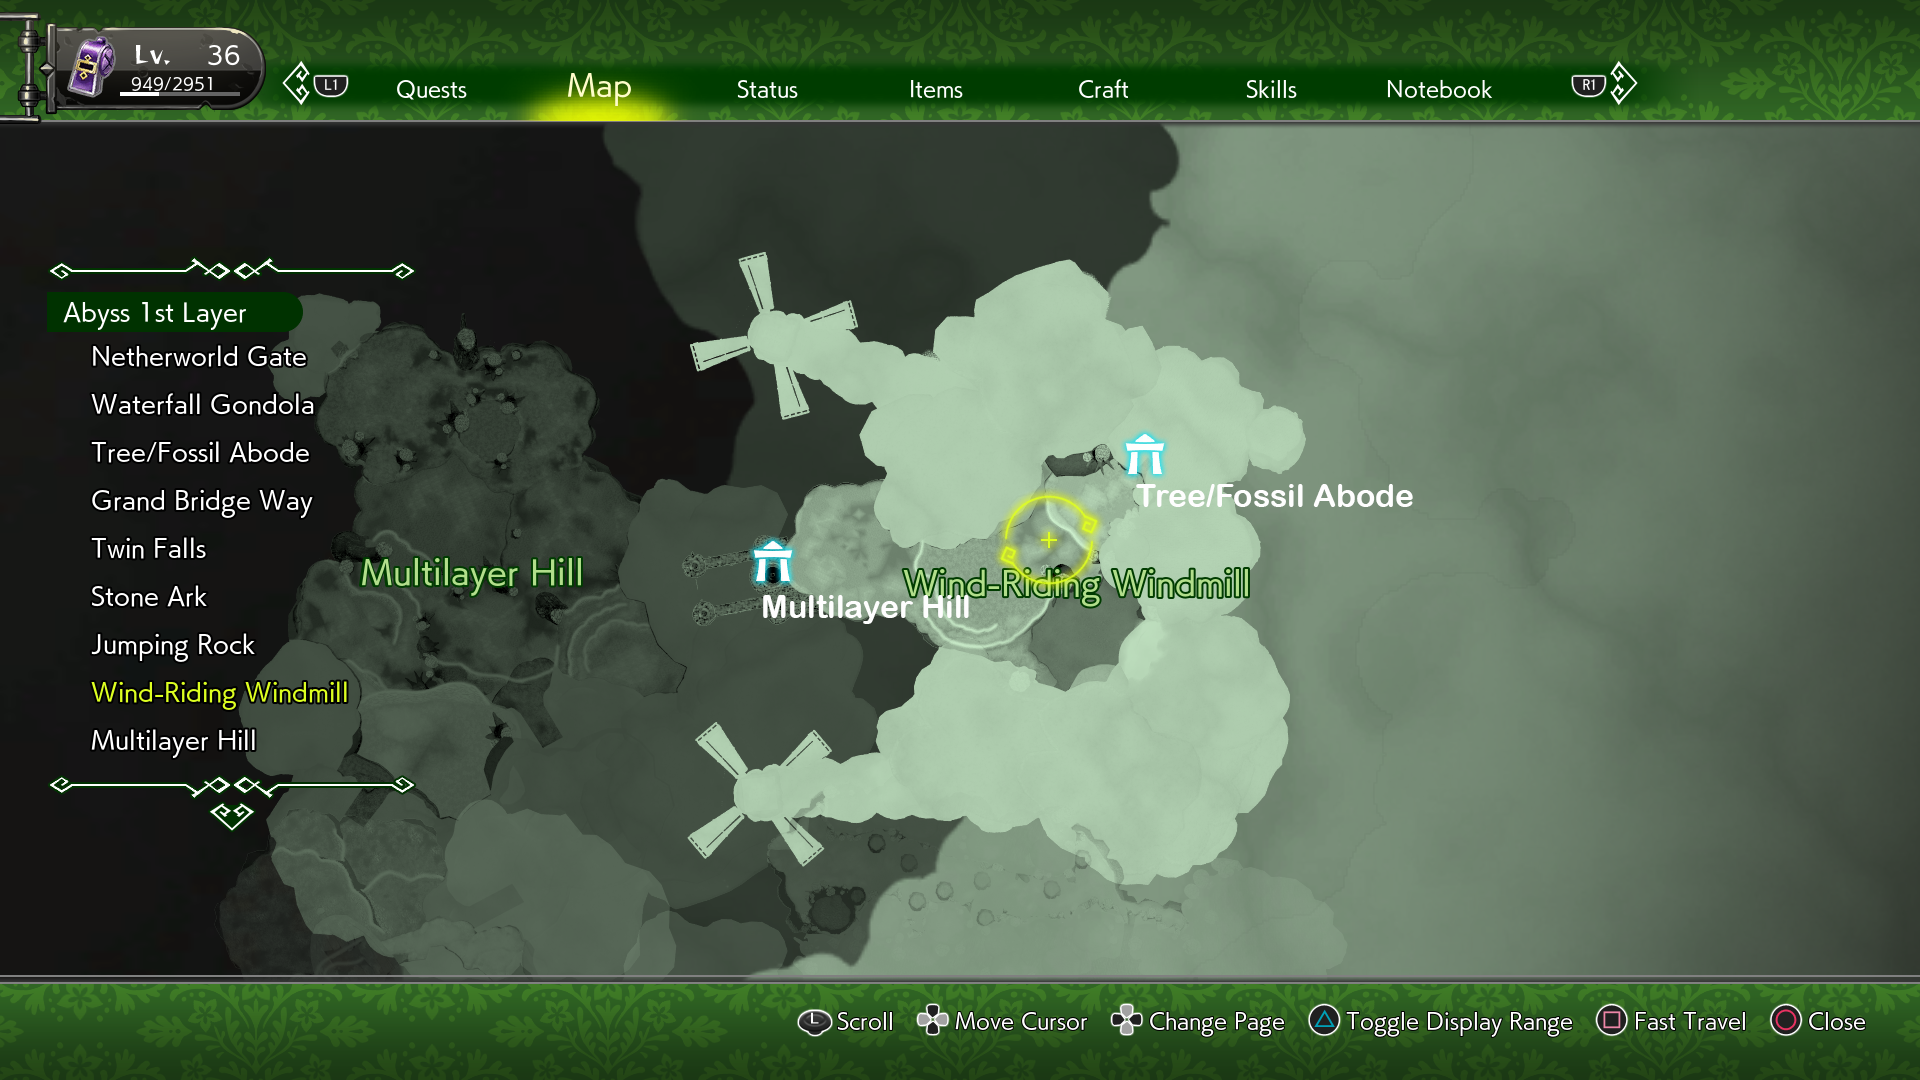 Lv. 36
949/2951
L1 Quests Map Status Items Craft Skills Notebook R1
Abyss 1st Layer
Netherworld Gate
Waterfall Gondola
Tree/Fossil Abode
Grand Bridge Way
Twin Falls
Stone Ark
Jumping Rock
Wind-Riding Windmill
Multilayer Hill
Tree/Fossil Abode
Multilayer Hill
Wind-Riding Windmill
Multilayer Hill
L Scroll Move Cursor Change Page Toggle Display Range Fast Travel Close